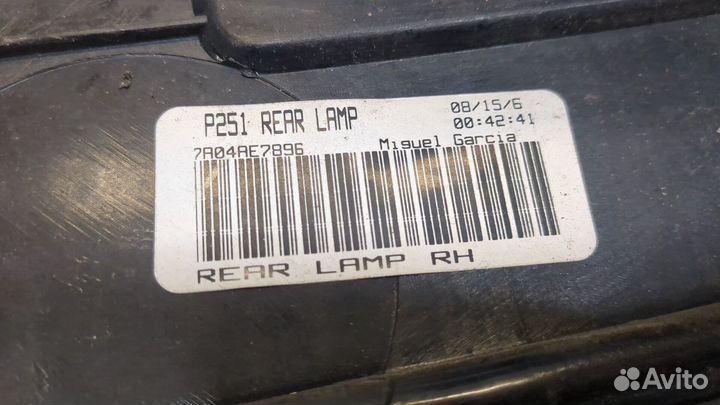 P251 REAR LAMP
08/15/6
00:42:41
7A04AE7896
Miguel Garcia
REAR LAMP RH
Avito